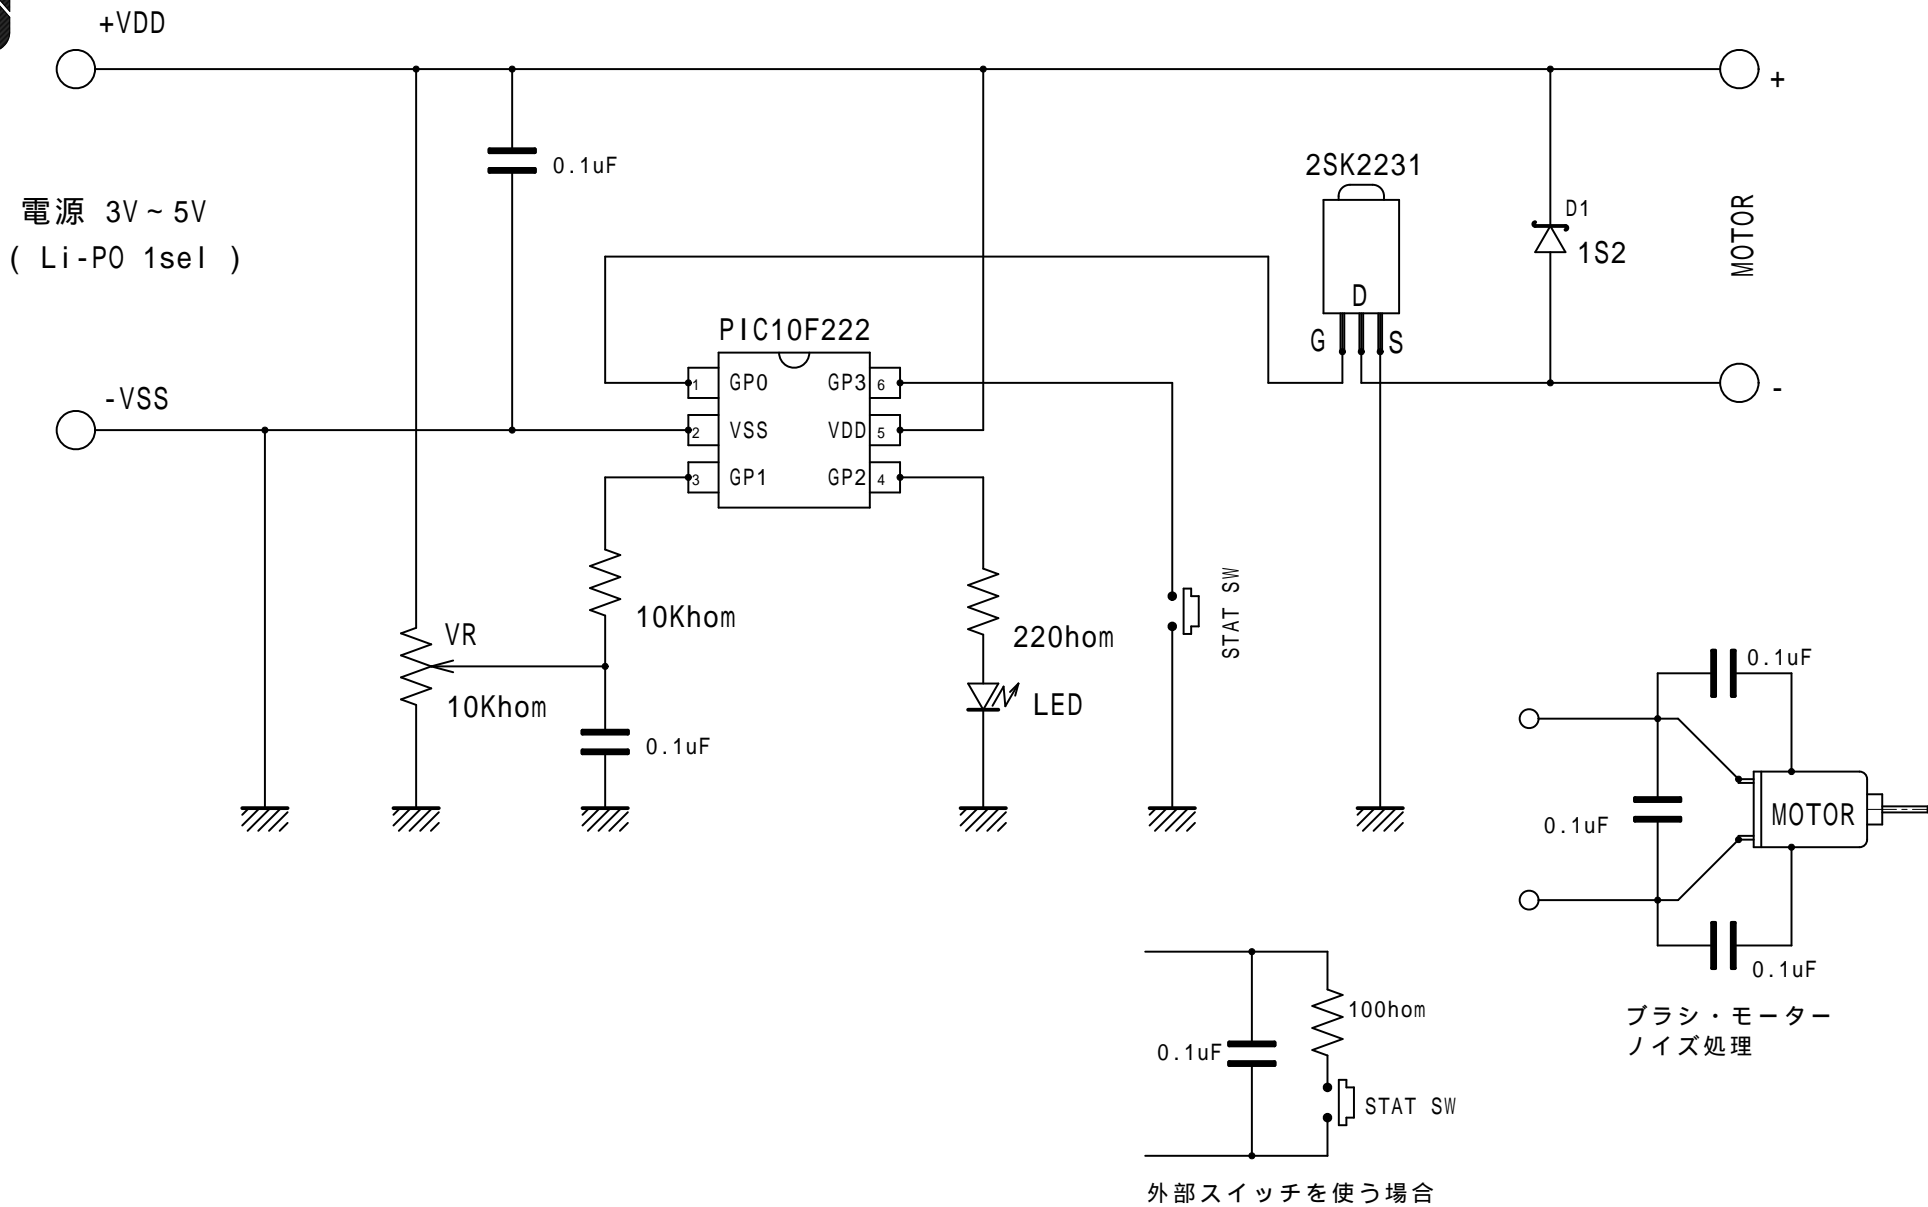 +VDD
+
0.1uF
2SK2231
電源 3V~5V
( Li-PO 1sel )
D1
1S2
MOTOR
D
G
S
PIC10F222
1 GP0
GP3 6
2 VSS
VDD 5
3 GP1
GP2 4
-VSS
-
10Khom
VR
10Khom
0.1uF
220hom
LED
STAT SW
0.1uF
0.1uF
MOTOR
0.1uF
ブラシ・モーター
ノイズ処理
100hom
0.1uF
STAT SW
外部スイッチを使う場合